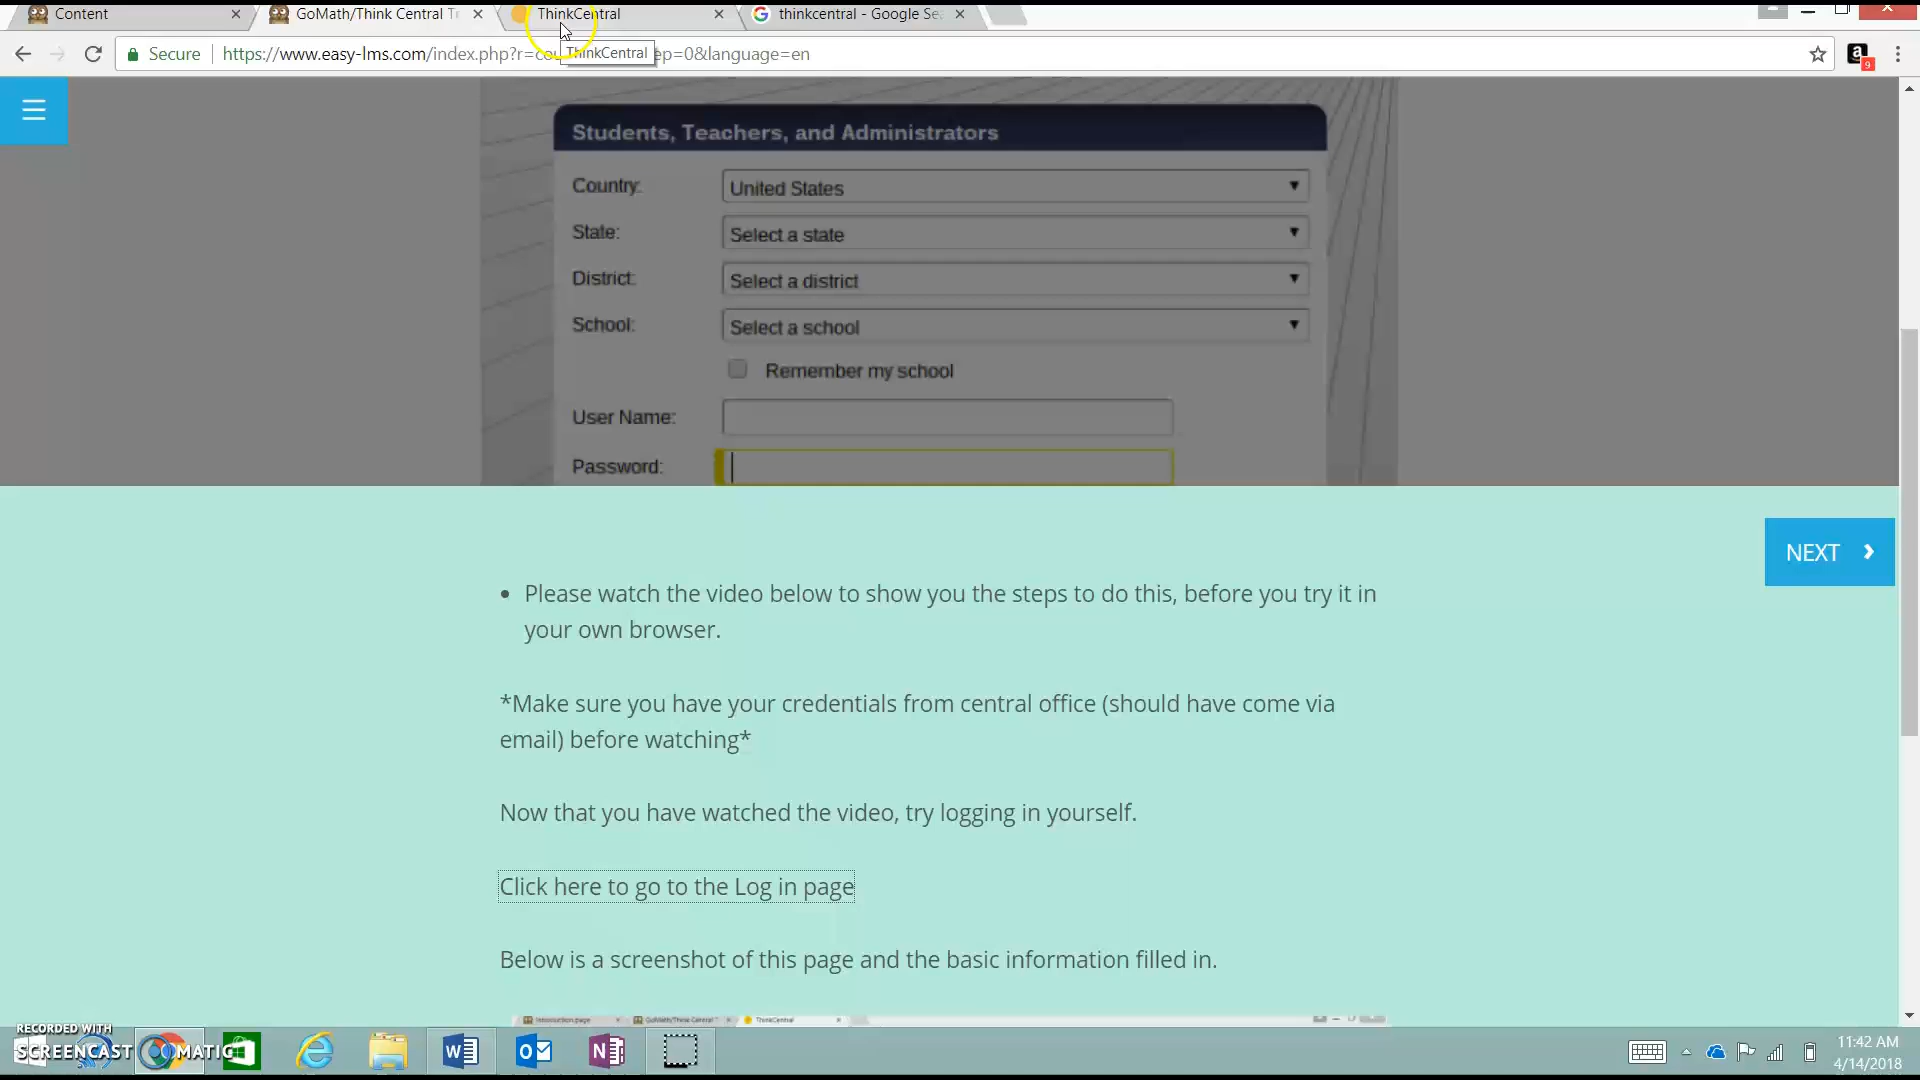 Content
GoMath/Think Central T
ThinkCentral
thinkcentral - Google Se
Secure
https://www.easy-lms.com/index.php?r=co
ThinkCentral
ep=0&language=en
9
Students, Teachers, and Administrators
Country:
United States
State:
Select a state
District:
Select a district
School:
Select a school
Remember my school
User Name:
Password:
NEXT
• Please watch the video below to show you the steps to do this, before you try it in
your own browser.
*Make sure you have your credentials from central office (should have come via
email) before watching*
Now that you have watched the video, try logging in yourself.
Click here to go to the Log in page
Below is a screenshot of this page and the basic information filled in.
GoMath/Think Central
ThinkCentral
RECORDED WITH
SCREENCAST MATIC
11:42 AM
4/14/2018